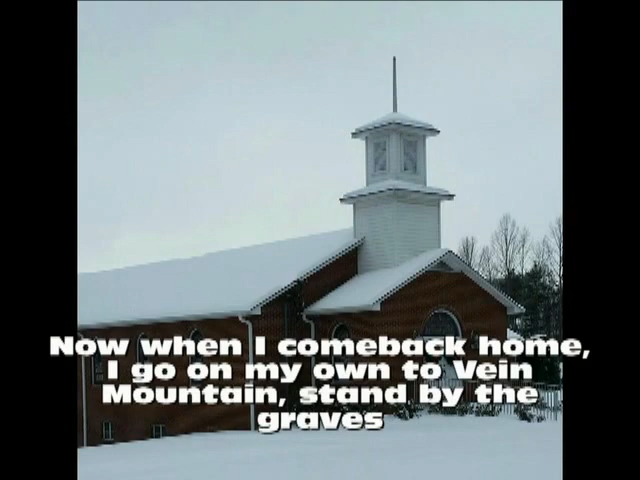 Now when I comeback home,
I go on my own to Vein
Mountain, stand by the
graves